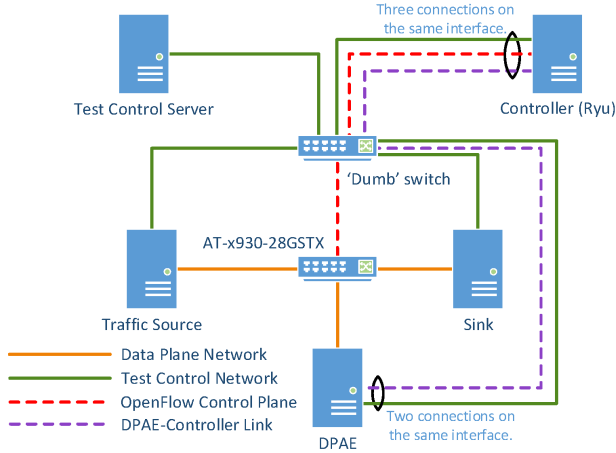 Three connections on
the same interface.
Test Control Server
Controller (Ryu)
‘Dumb’ switch
AT-x930-28GSTX
Traffic Source
Sink
Data Plane Network
Test Control Network
OpenFlow Control Plane
DPAE-Controller Link
DPAE
Two connections on
the same interface.